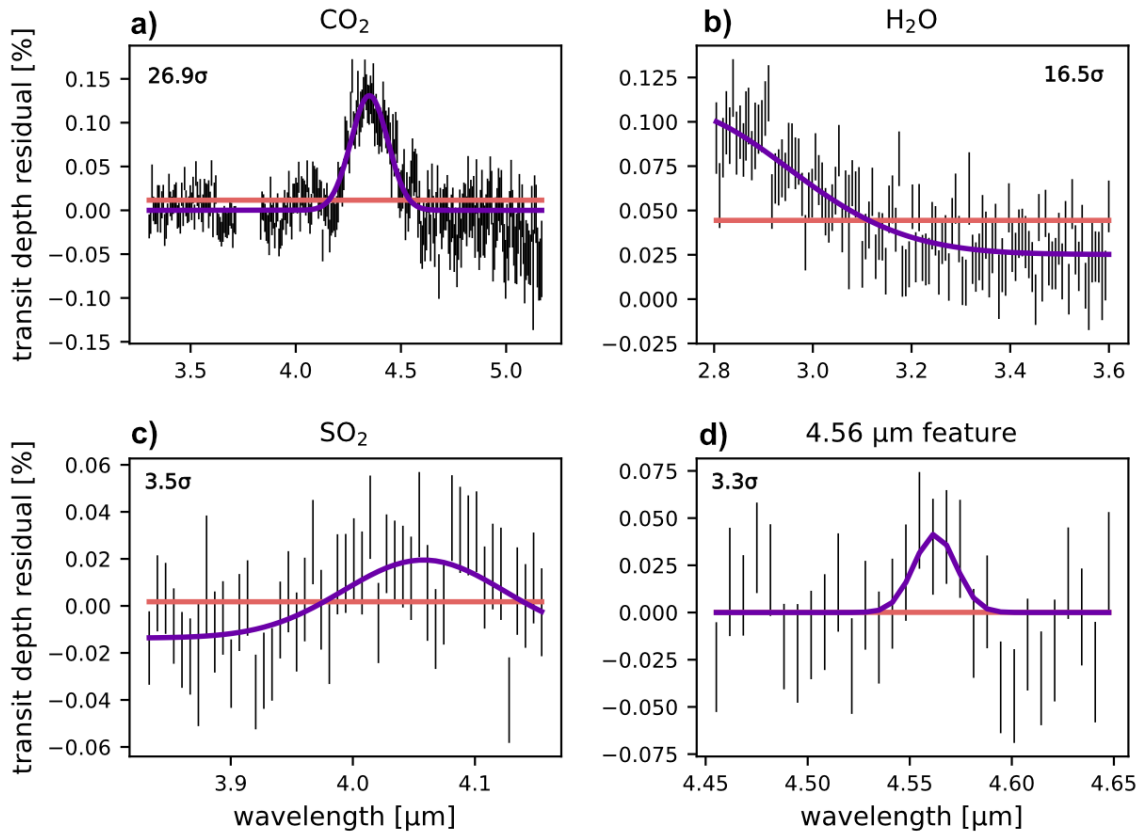 a) CO₂
b) H₂O
transit depth residual [%]
26.9σ
0.15
0.10
0.05
0.00
−0.05
−0.10
−0.15
3.5 4.0 4.5 5.0
16.5σ
0.125
0.100
0.075
0.050
0.025
0.000
−0.025
2.8 3.0 3.2 3.4 3.6
c) SO₂
d) 4.56 μm feature
transit depth residual [%]
3.5σ
0.06
0.04
0.02
0.00
−0.02
−0.04
−0.06
3.9 4.0 4.1
wavelength [μm]
3.3σ
0.075
0.050
0.025
0.000
−0.025
−0.050
−0.075
4.45 4.50 4.55 4.60 4.65
wavelength [μm]